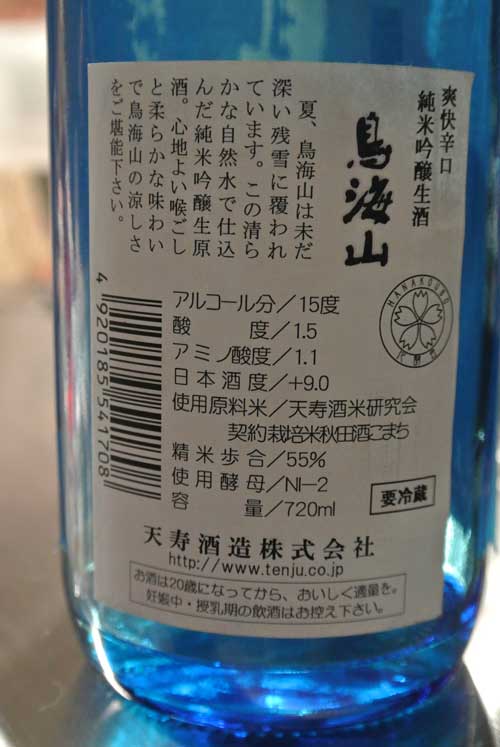 爽快辛口
純米吟醸生酒
鳥海山
夏、鳥海山は未だ
深い残雪に覆われ
ています。この清ら
かな自然水で仕込
んだ純米吟醸生原
酒。心地よい喉ごし
と柔らかな味わい
で鳥海山の涼しさ
をご堪能下さい。
HANAKOUBO
アルコール分／15度
酸度／1.5
アミノ酸度／1.1
日本酒度／+9.0
使用原料米／天寿酒米研究会
契約栽培米秋田酒こまち
精米歩合／55%
使用酵母／NI-2
容量／720ml
要冷蔵
4920185541708
天寿酒造株式会社
http://www.tenju.co.jp
お酒は20歳になってから、おいしく適量を。
妊娠中・授乳期の飲酒はお控え下さい。